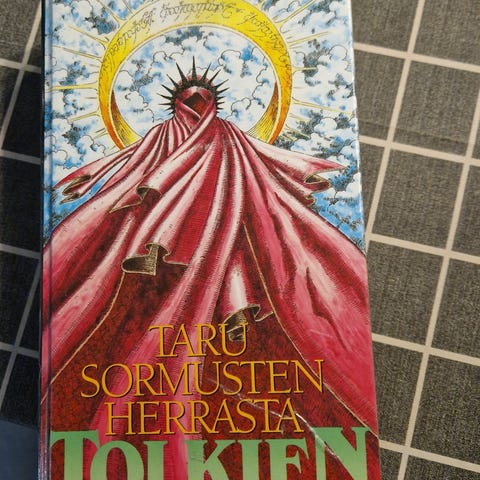 TARU
SORMUSTEN
HERRASTA
TOLKIEN